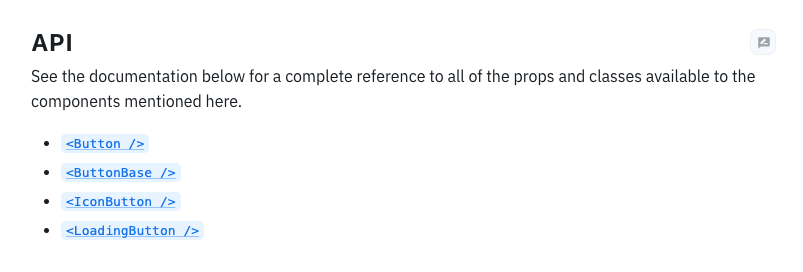 API
See the documentation below for a complete reference to all of the props and classes available to the
components mentioned here.
<Button />
<ButtonBase />
<IconButton />
<LoadingButton />